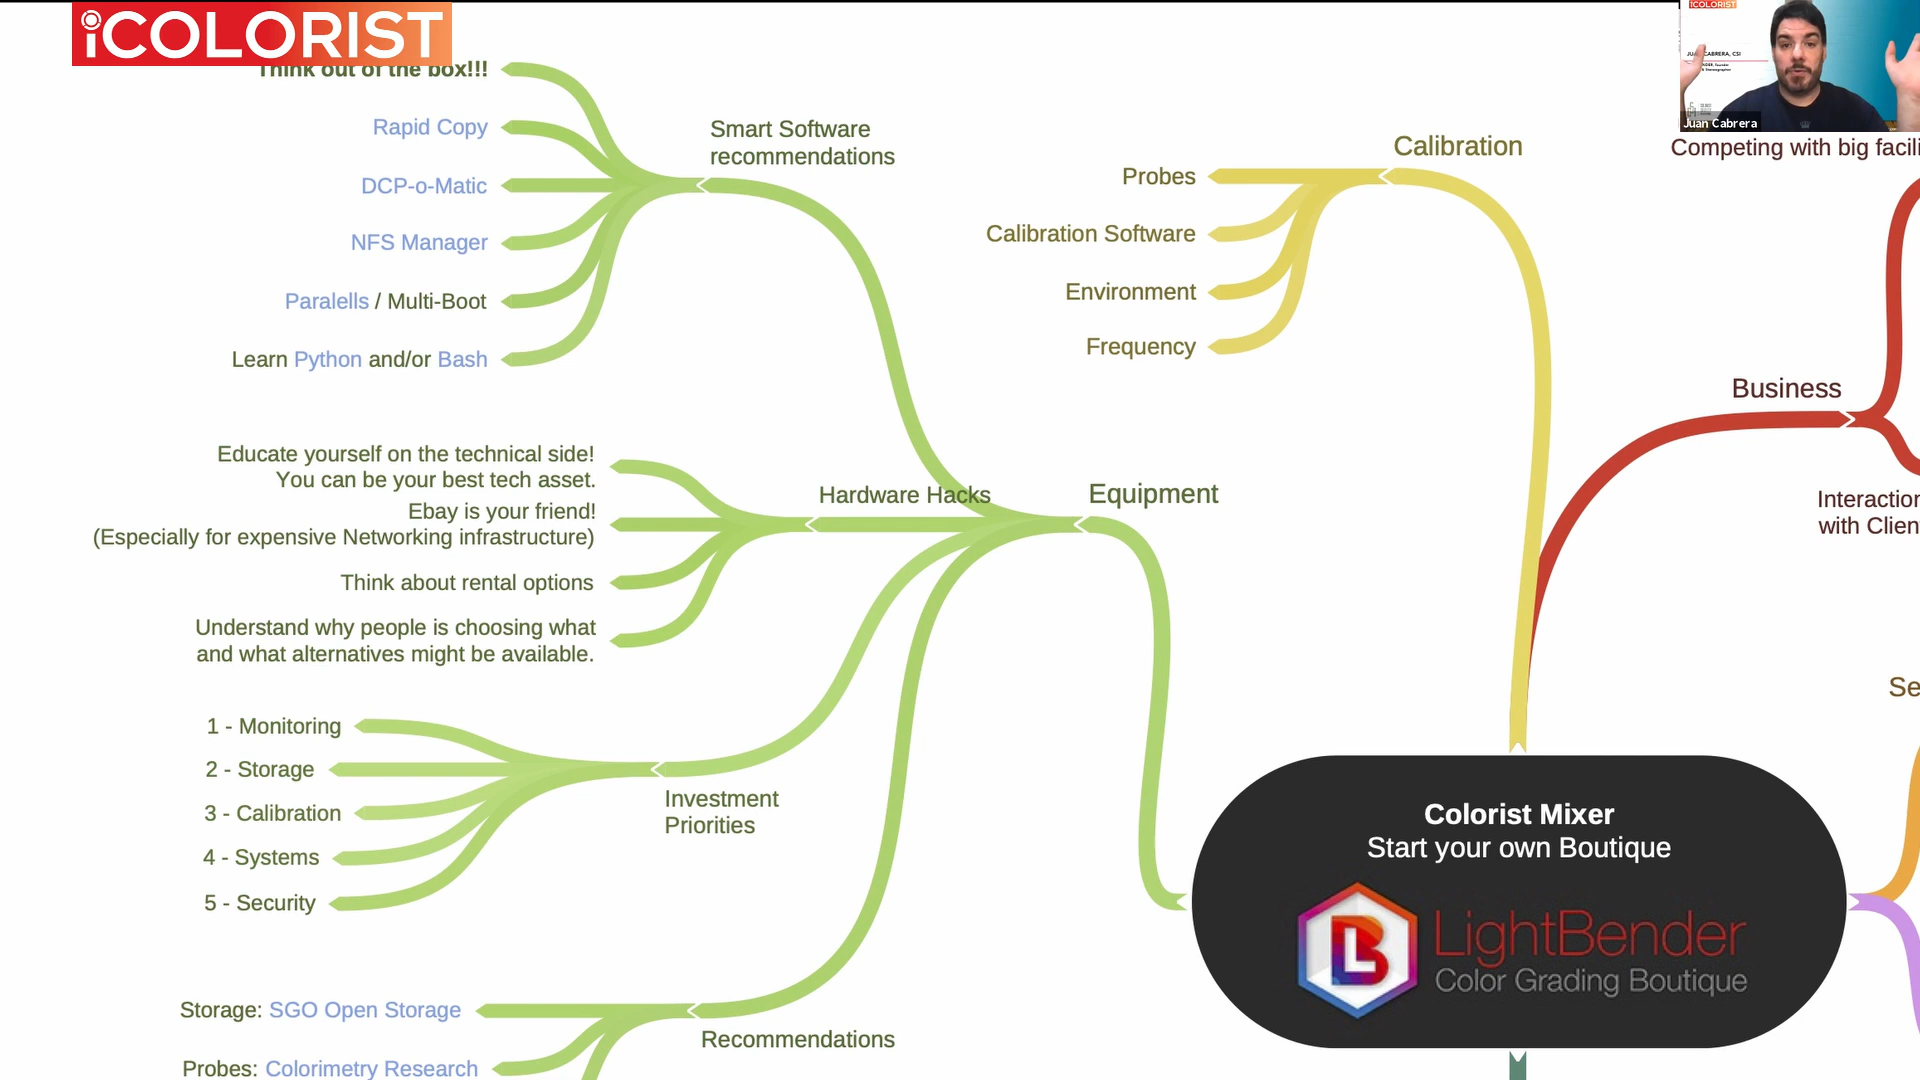 iCOLORIST
Think out of the box!!!
Rapid Copy
DCP-o-Matic
NFS Manager
Paralells / Multi-Boot
Learn Python and/or Bash
Smart Software
recommendations
Educate yourself on the technical side!
You can be your best tech asset.
Ebay is your friend!
(Especially for expensive Networking infrastructure)
Think about rental options
Understand why people is choosing what
and what alternatives might be available.
Hardware Hacks
Equipment
1 - Monitoring
2 - Storage
3 - Calibration
4 - Systems
5 - Security
Investment
Priorities
Storage: SGO Open Storage
Probes: Colorimetry Research
Recommendations
Calibration
Probes
Calibration Software
Environment
Frequency
iCOLORIST
CABRERA, CSI
Juan Cabrera
Competing with big facili
Business
Interaction
with Clien
Se
Colorist Mixer
Start your own Boutique
LightBender
Color Grading Boutique